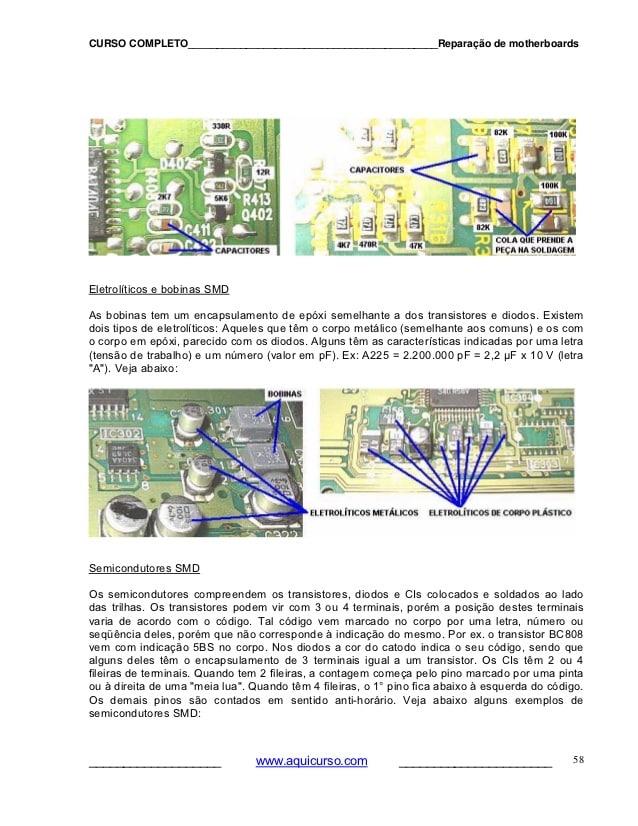 CURSO COMPLETO__________________________________________Reparação de motherboards
330R
D402
12R
R413
Q402
2K7
5K6
C411
CAPACITORES
82K
100K
CAPACITORES
100K
82K
4K7 470R 47K
COLA QUE PRENDE A
PEÇA NA SOLDAGEM
Eletrolíticos e bobinas SMD
As bobinas tem um encapsulamento de epóxi semelhante a dos transistores e diodos. Existem
dois tipos de eletrolíticos: Aqueles que têm o corpo metálico (semelhante aos comuns) e os com
o corpo em epóxi, parecido com os diodos. Alguns têm as características indicadas por uma letra
(tensão de trabalho) e um número (valor em pF). Ex: A225 = 2.200.000 pF = 2,2 μF x 10 V (letra
"A"). Veja abaixo:
BOBINAS
IC302
ELETROLÍTICOS METÁLICOS
ELETROLÍTICOS DE CORPO PLÁSTICO
Semicondutores SMD
Os semicondutores compreendem os transistores, diodos e CIs colocados e soldados ao lado
das trilhas. Os transistores podem vir com 3 ou 4 terminais, porém a posição destes terminais
varia de acordo com o código. Tal código vem marcado no corpo por uma letra, número ou
seqüência deles, porém que não corresponde à indicação do mesmo. Por ex. o transistor BC808
vem com indicação 5BS no corpo. Nos diodos a cor do catodo indica o seu código, sendo que
alguns deles têm o encapsulamento de 3 terminais igual a um transistor. Os CIs têm 2 ou 4
fileiras de terminais. Quando tem 2 fileiras, a contagem começa pelo pino marcado por uma pinta
ou à direita de uma "meia lua". Quando têm 4 fileiras, o 1° pino fica abaixo à esquerda do código.
Os demais pinos são contados em sentido anti-horário. Veja abaixo alguns exemplos de
semicondutores SMD:
___________________ www.aquicurso.com ______________________ 58